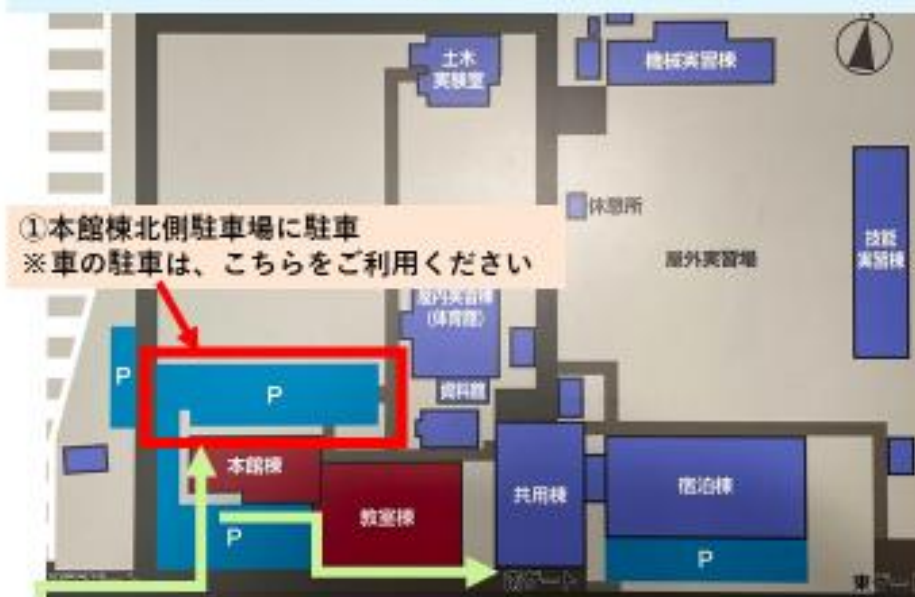 土木
実験室
機械実習棟
休憩所
①本館棟北側駐車場に駐車
※車の駐車は、こちらをご利用ください
屋外実習場
技能
実習棟
屋内実習棟
(体育館)
P
P
資料館
本館棟
教室棟
共用棟
宿泊棟
P
P